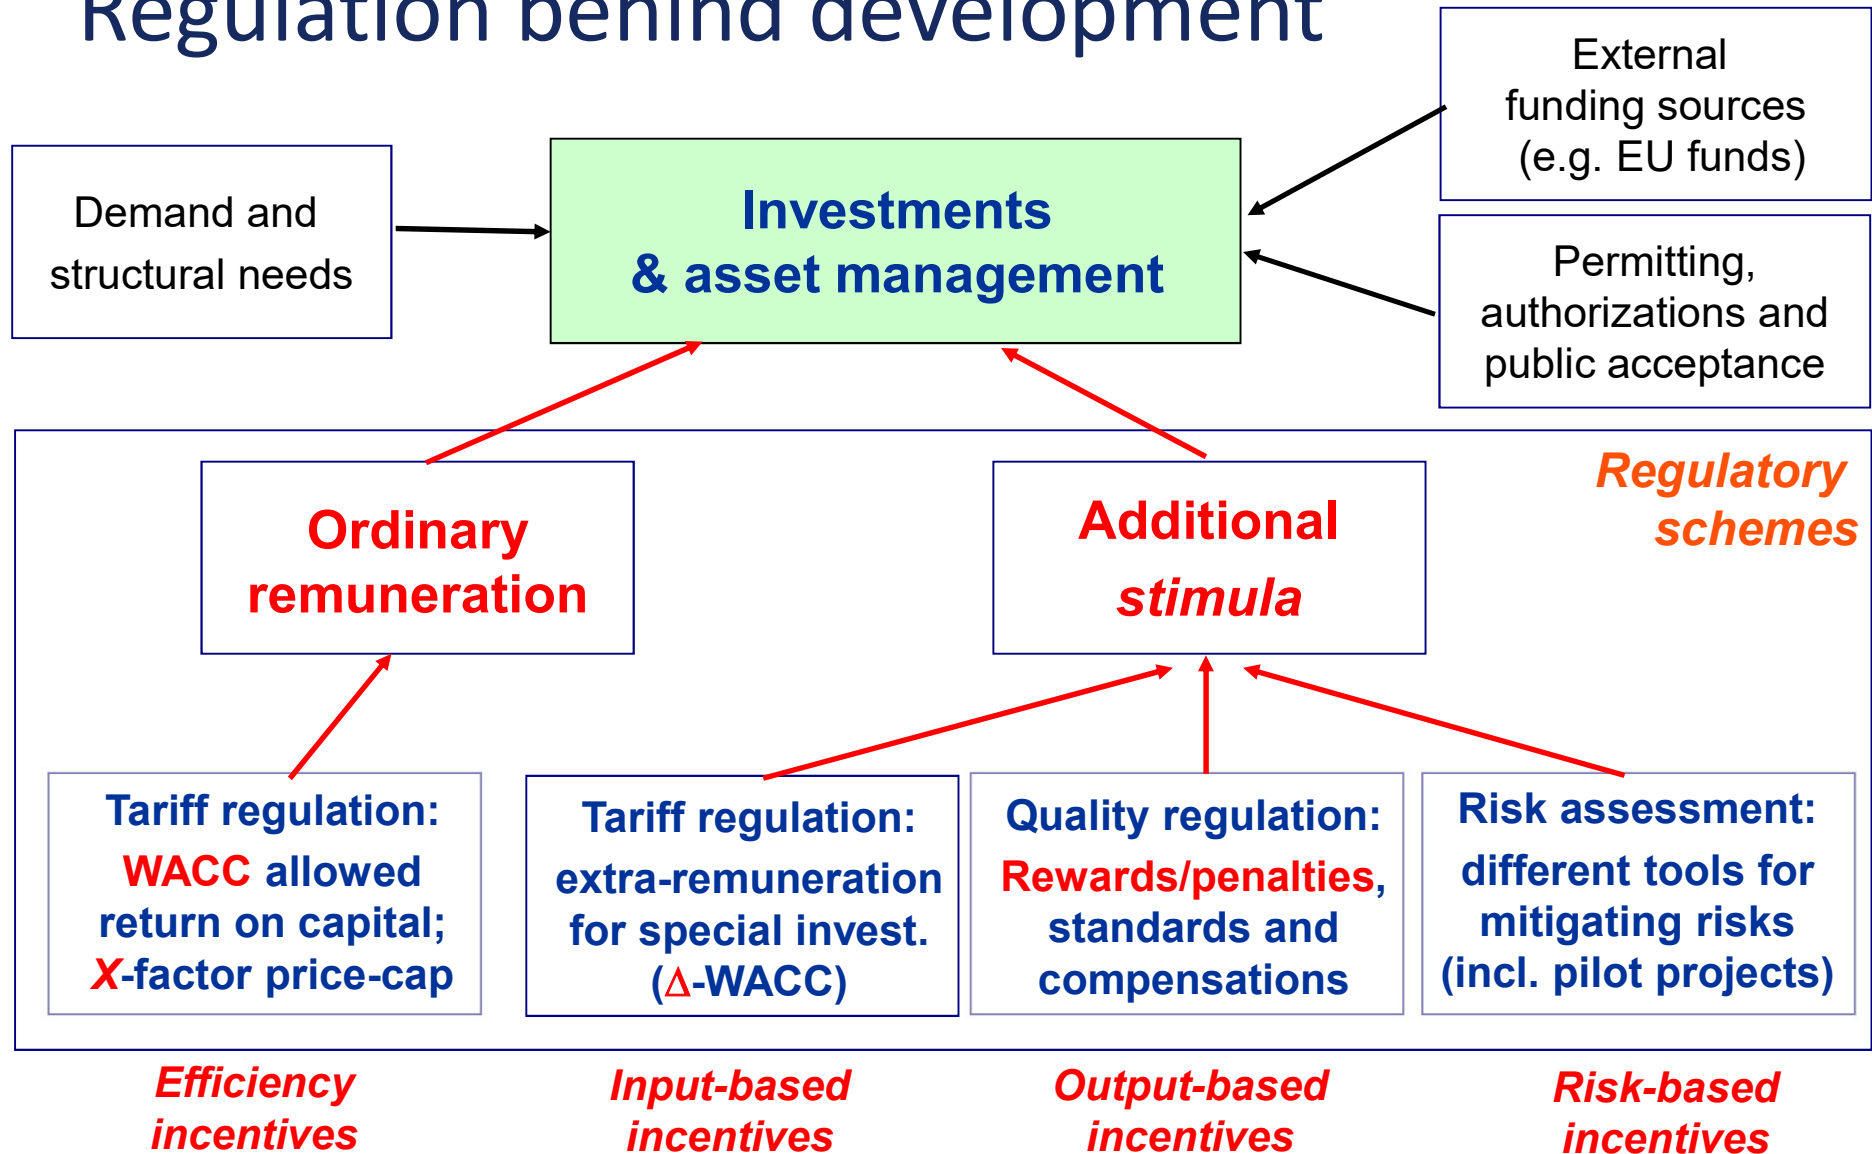 Regulation behind development
External
funding sources
(e.g. EU funds)
Demand and
structural needs
Investments
& asset management
Permitting,
authorizations and
public acceptance
Regulatory
schemes
Ordinary
remuneration
Additional
stimula
Tariff regulation:
WACC allowed
return on capital;
X-factor price-cap
Tariff regulation:
extra-remuneration
for special invest.
(Δ-WACC)
Quality regulation:
Rewards/penalties,
standards and
compensations
Risk assessment:
different tools for
mitigating risks
(incl. pilot projects)
Efficiency
incentives
Input-based
incentives
Output-based
incentives
Risk-based
incentives